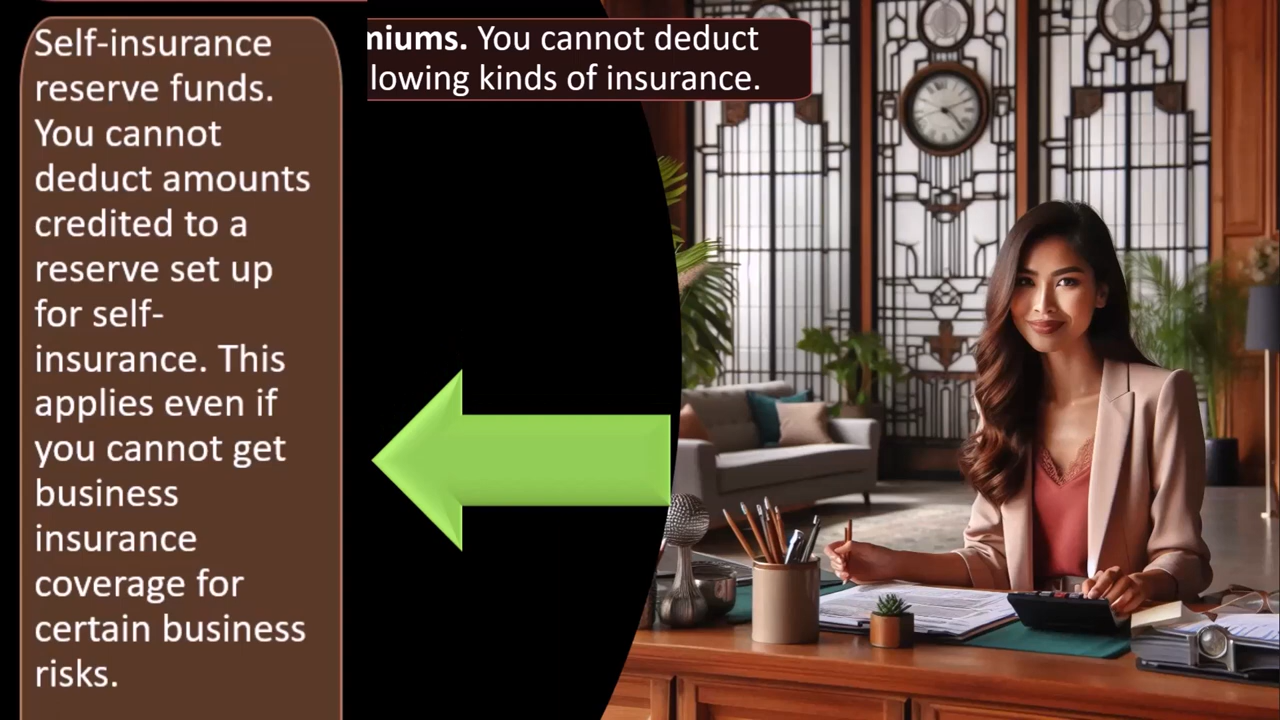 miums. You cannot deduct
lowing kinds of insurance.
Self-insurance
reserve funds.
You cannot
deduct amounts
credited to a
reserve set up
for self-
insurance. This
applies even if
you cannot get
business
insurance
coverage for
certain business
risks.